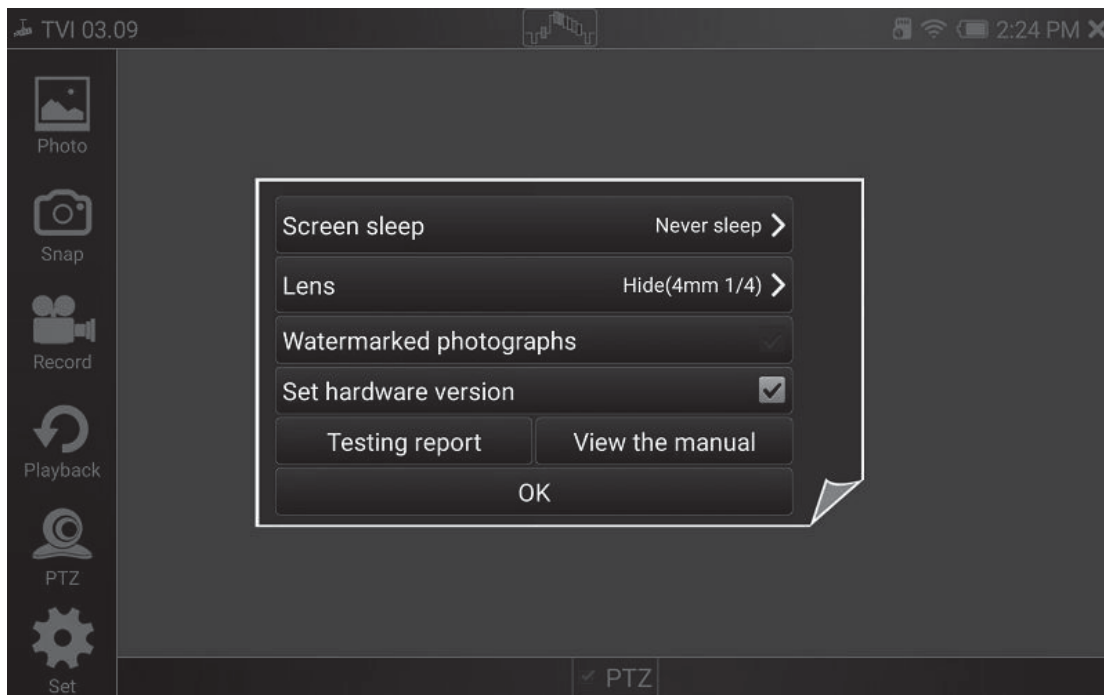 TVI 03.09
2:24 PM
Photo
Snap
Record
Playback
PTZ
Set
Screen sleep Never sleep
Lens Hide(4mm 1/4)
Watermarked photographs
Set hardware version
Testing report View the manual
OK
PTZ